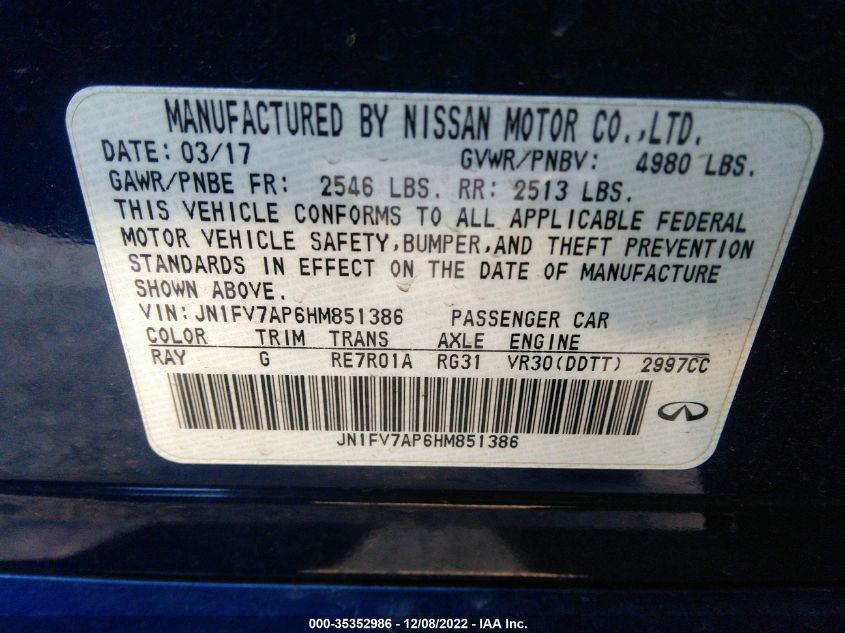 MANUFACTURED BY NISSAN MOTOR CO.,LTD.
DATE: 03/17 GVWR/PNBV: 4980 LBS.
GAWR/PNBE FR: 2546 LBS. RR: 2513 LBS.
THIS VEHICLE CONFORMS TO ALL APPLICABLE FEDERAL
MOTOR VEHICLE SAFETY,BUMPER,AND THEFT PREVENTION
STANDARDS IN EFFECT ON THE DATE OF MANUFACTURE
SHOWN ABOVE.
VIN:JN1FV7AP6HM851386 PASSENGER CAR
COLOR TRIM TRANS AXLE ENGINE
RAY G RE7R01A RG31 VR30(DDTT) 2997CC
JN1FV7AP6HM851386
000-35352986 - 12/08/2022 - IAA Inc.